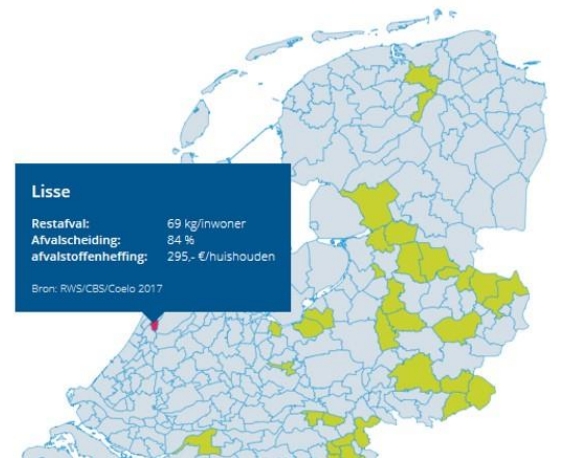 Lisse
Restafval: 69 kg/inwoner
Afvalscheiding: 84 %
afvalstoffenheffing: 295,- €/huishouden
Bron: RWS/CBS/Coelo 2017